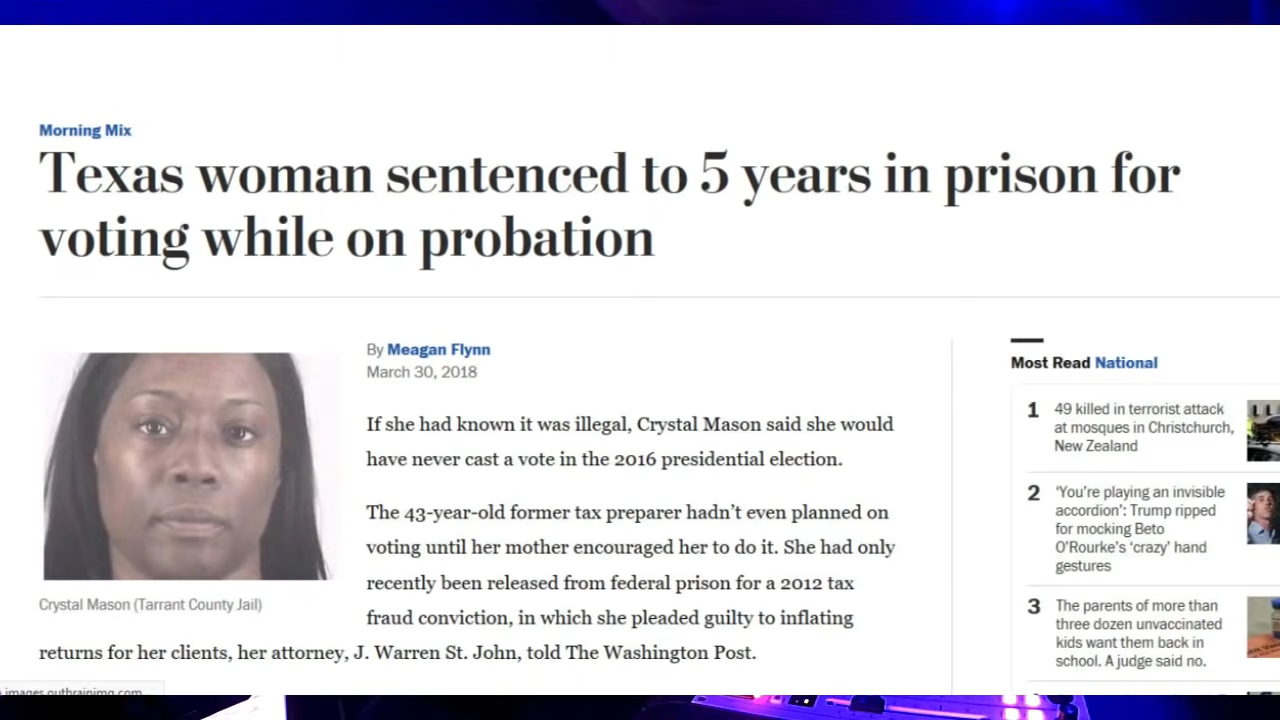 Morning Mix
Texas woman sentenced to 5 years in prison for
voting while on probation
By Meagan Flynn
March 30, 2018
If she had known it was illegal, Crystal Mason said she would
have never cast a vote in the 2016 presidential election.
The 43-year-old former tax preparer hadn't even planned on
voting until her mother encouraged her to do it. She had only
recently been released from federal prison for a 2012 tax
fraud conviction, in which she pleaded guilty to inflating
returns for her clients, her attorney, J. Warren St. John, told The Washington Post.
Crystal Mason (Tarrant County Jail)
Most Read National
1 49 killed in terrorist attack
at mosques in Christchurch,
New Zealand
2 ‘You’re playing an invisible
accordion’: Trump ripped
for mocking Beto
O’Rourke’s ‘crazy’ hand
gestures
3 The parents of more than
three dozen unvaccinated
kids want them back in
school. A judge said no.